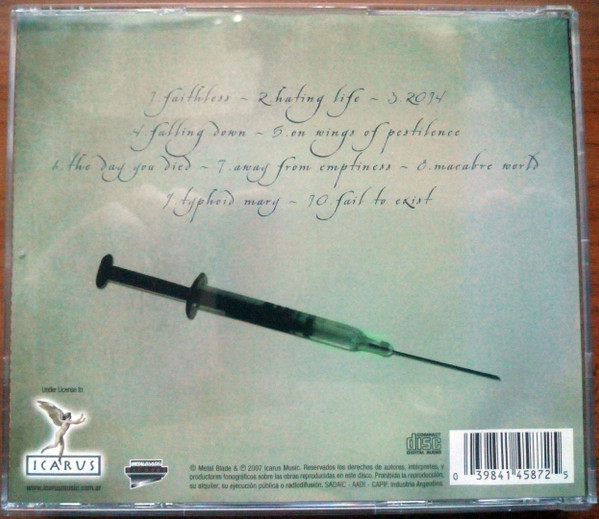 1.faithless ~ 2.hating life ~ 3.2014
4.falling down ~ 5.on wings of pestilence
6.the day you died ~ 7.away from emptiness ~ 8.macabre world
9.typhoid mary ~ 10 fail to exist
Under License to:
ICARUS
www.icarusmusic.com.ar
COMPACT
disc
DIGITAL AUDIO
© Metal Blade & ℗ 2007 Icarus Music. Reservados los derechos de autores, intérpretes, y
productores fonográficos sobre las obras reproducidas en este disco. Prohibida la reproducción,
su alquiler, su ejecución pública o radiodifusión. SADAIC - AADI - CAPIF. Industria Argentina.
0 39841 45872 5